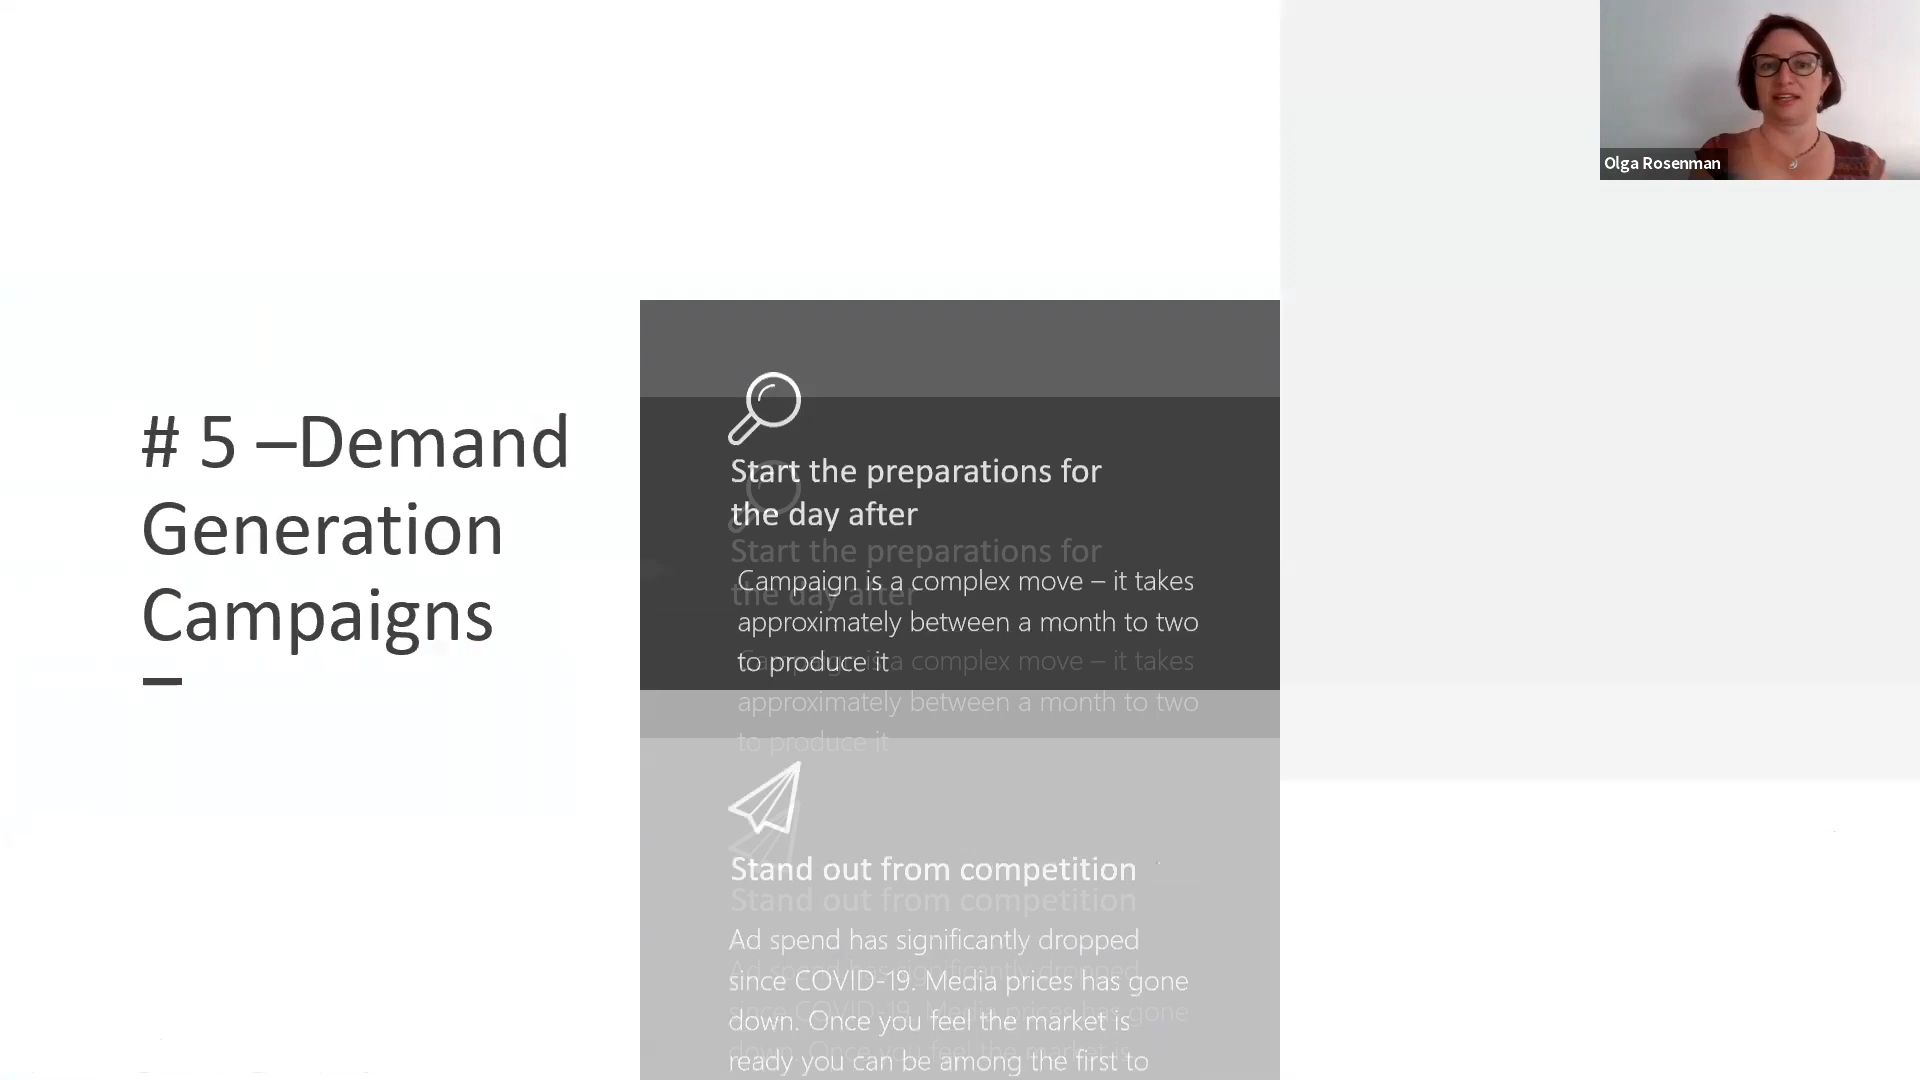 Olga Rosenman
# 5 –Demand
Generation
Campaigns
Start the preparations for
the day after
Campaign is a complex move – it takes
approximately between a month to two
to produce it
Stand out from competition
Ad spend has significantly dropped
since COVID-19. Media prices has gone
down. Once you feel the market is
ready you can be among the first to